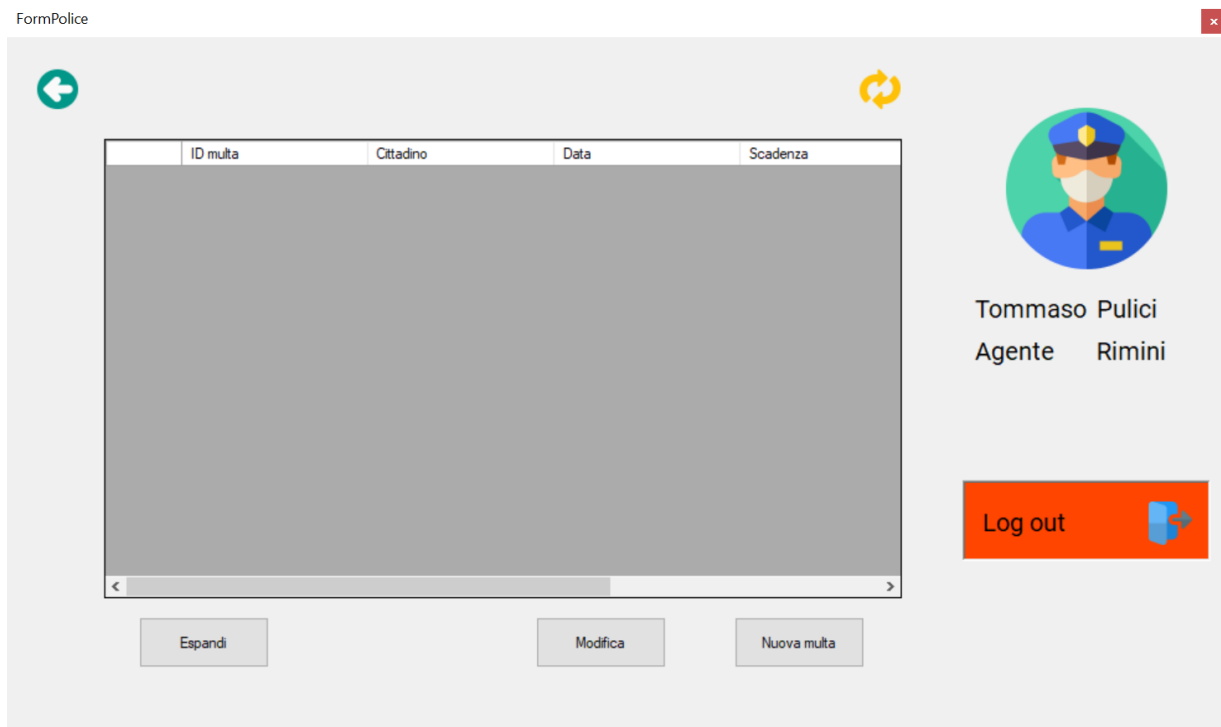 FormPolice
ID multa Cittadino Data Scadenza
Tommaso Pulici
Agente Rimini
Log out
Espandi Modifica Nuova multa